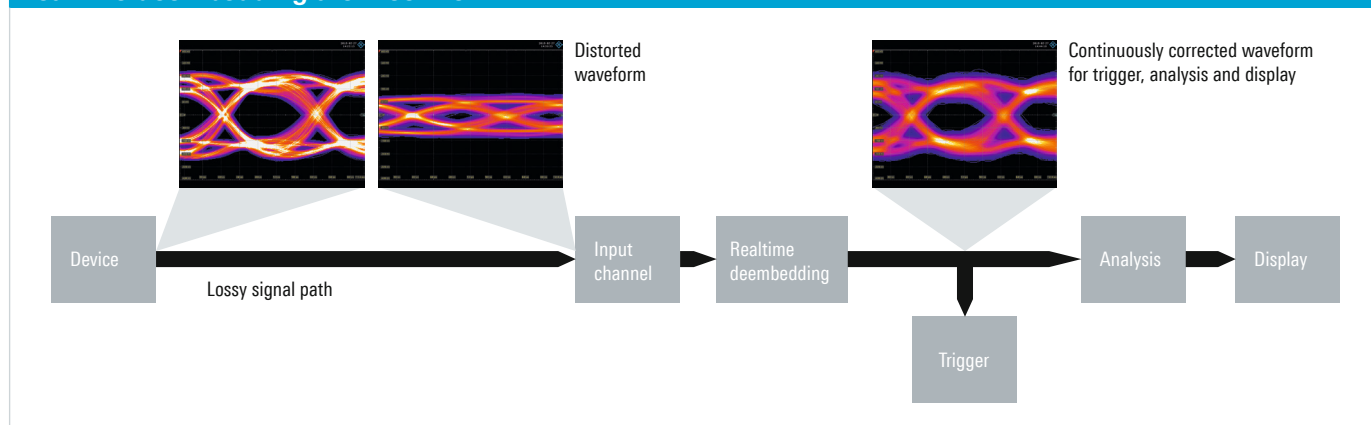 Distorted
waveform
Continuously corrected waveform
for trigger, analysis and display
Device
Lossy signal path
Input
channel
Realtime
deembedding
Analysis
Display
Trigger